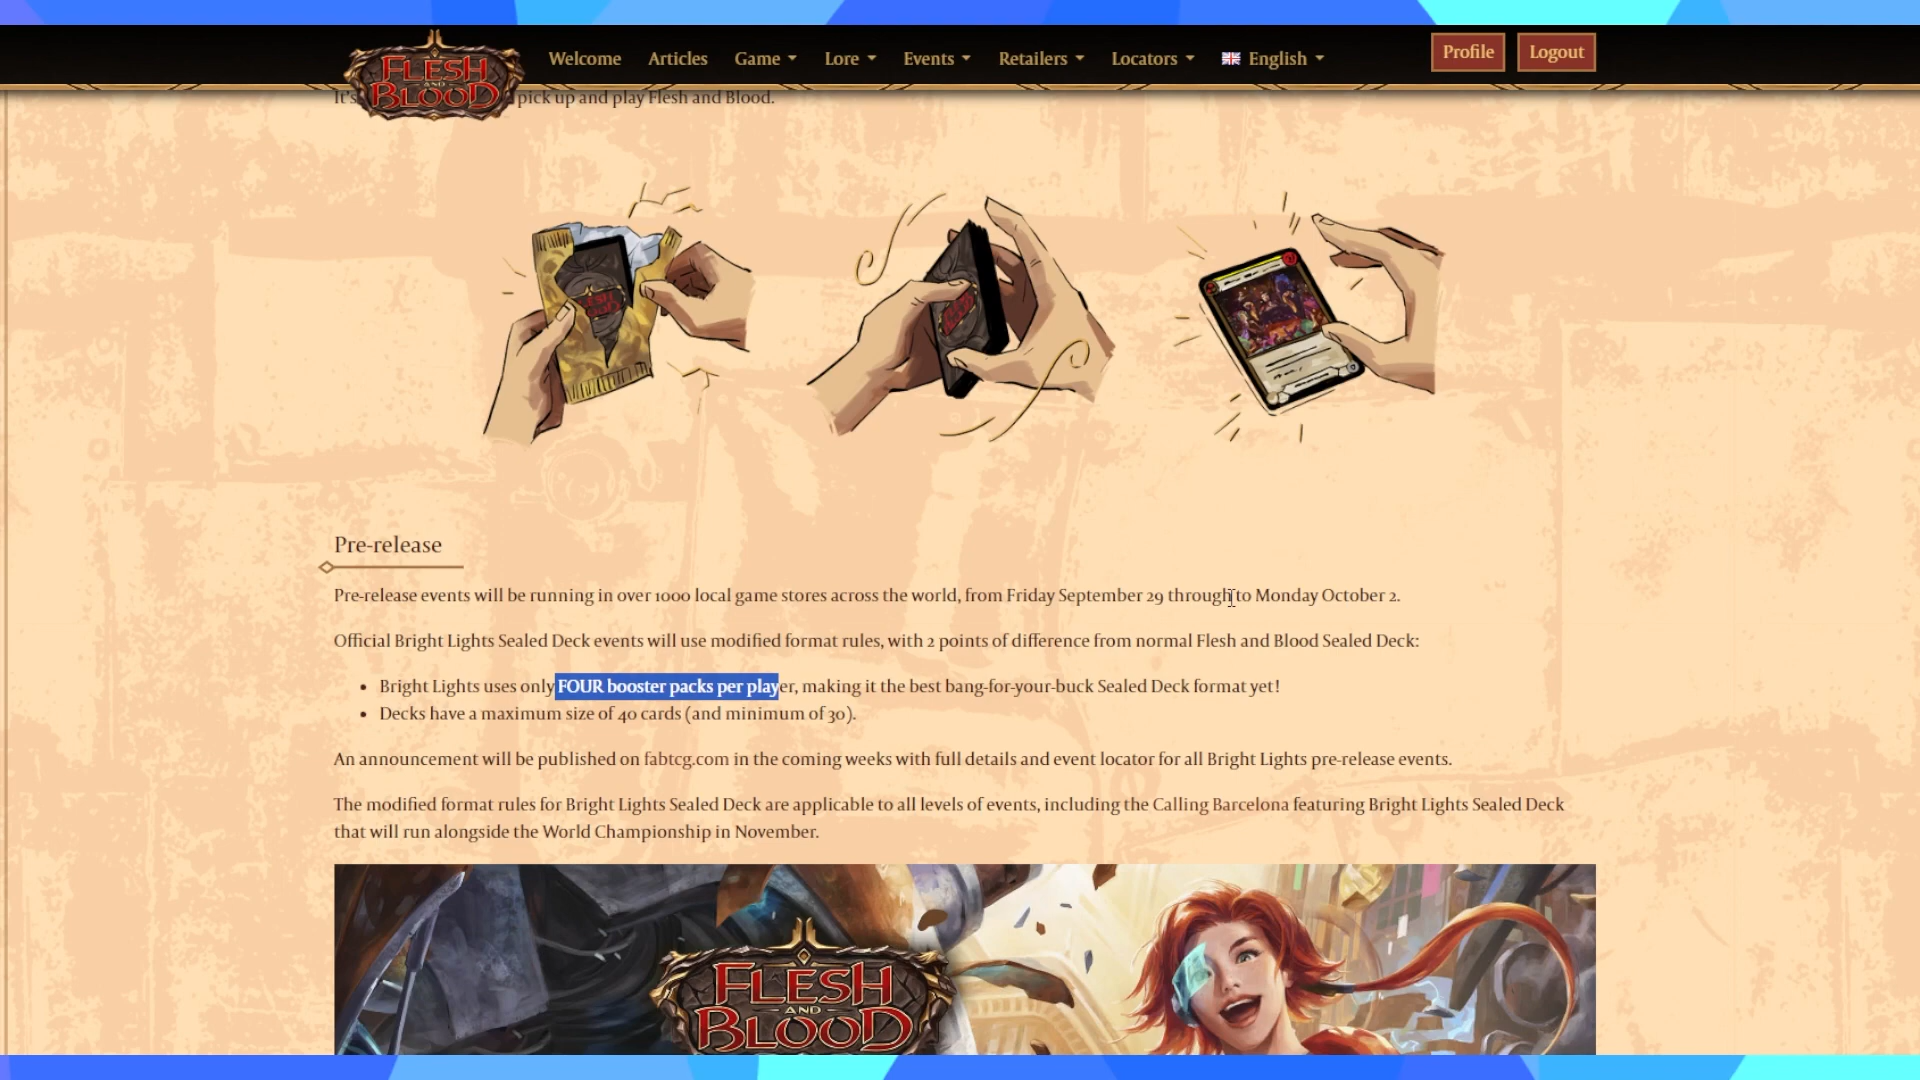 FLESH
AND
BLOOD
Welcome
Articles
Game
Lore
Events
Retailers
Locators
English
Profile
Logout
It's pick up and play Flesh and Blood.
Pre-release
Pre-release events will be running in over 1000 local game stores across the world, from Friday September 29 through to Monday October 2.
Official Bright Lights Sealed Deck events will use modified format rules, with 2 points of difference from normal Flesh and Blood Sealed Deck:
• Bright Lights uses only FOUR booster packs per player, making it the best bang-for-your-buck Sealed Deck format yet!
• Decks have a maximum size of 40 cards (and minimum of 30).
An announcement will be published on fabtcg.com in the coming weeks with full details and event locator for all Bright Lights pre-release events.
The modified format rules for Bright Lights Sealed Deck are applicable to all levels of events, including the Calling Barcelona featuring Bright Lights Sealed Deck
that will run alongside the World Championship in November.
FLESH
AND
BLOOD